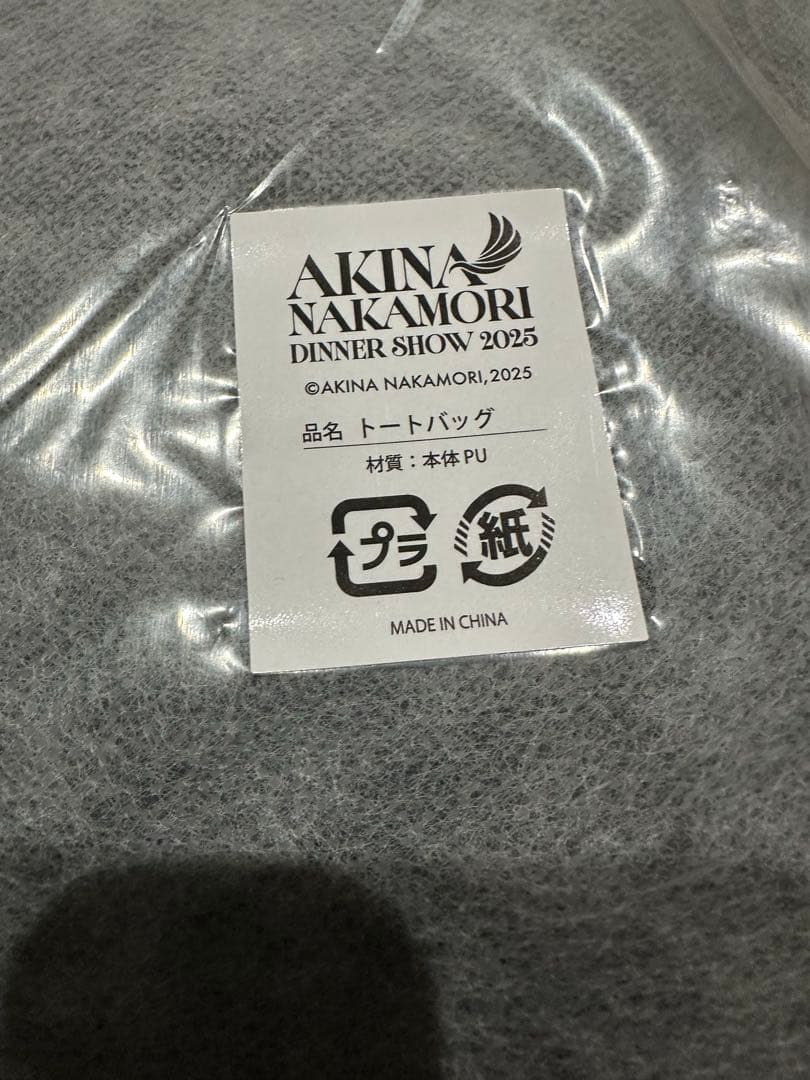 AKINA
NAKAMORI
DINNER SHOW 2025
©AKINA NAKAMORI,2025
品名 トートバッグ
材質：本体 PU
プラ 紙
MADE IN CHINA